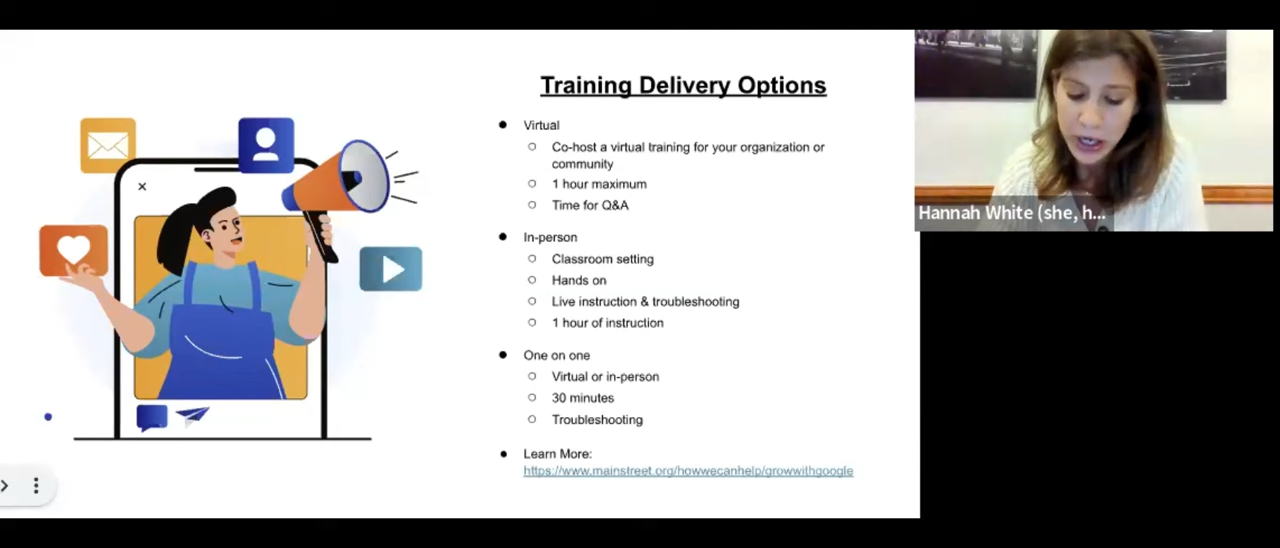 Training Delivery Options
Virtual
Co-host a virtual training for your organization or
community
1 hour maximum
Time for Q&A
In-person
Classroom setting
Hands on
Live instruction & troubleshooting
1 hour of instruction
One on one
Virtual or in-person
30 minutes
Troubleshooting
Learn More:
https://www.mainstreet.org/howwecanhelp/growwithgoogle
Hannah White (she, h...